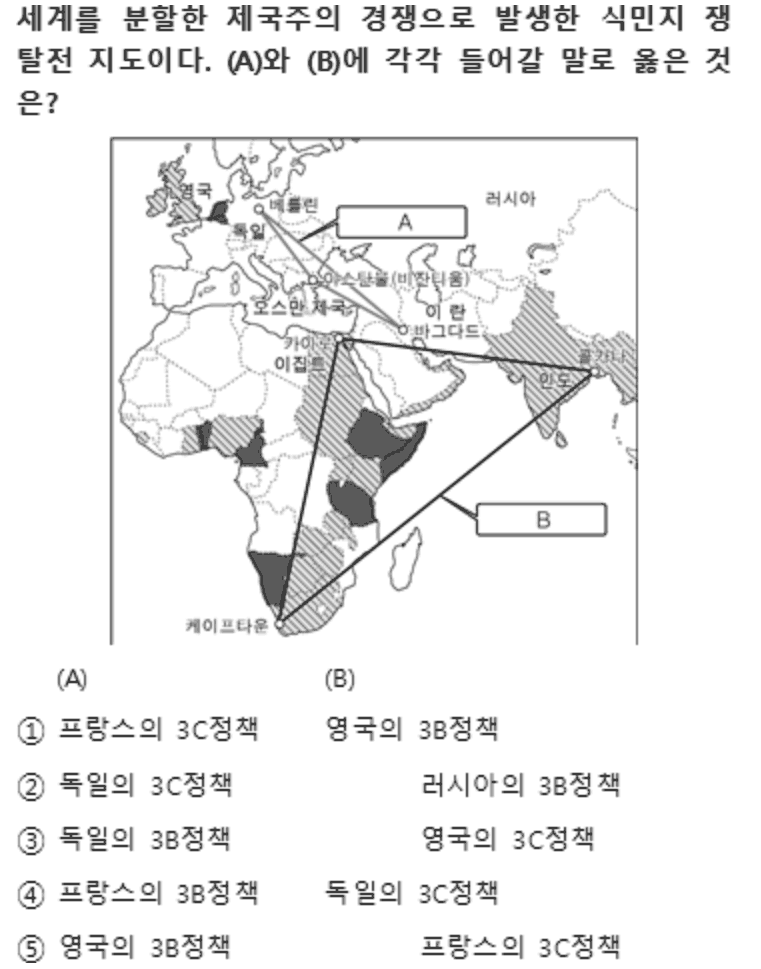 세계를 분할한 제국주의 경쟁으로 발생한 식민지 쟁
탈전 지도이다. (A)와 (B)에 각각 들어갈 말로 옳은 것
은?
영국
베를린
러시아
A
독일
이스탄불(비잔티움)
오스만 제국
이 란
바그다드
카이로
이집트
콜카타
인도
B
케이프타운
(A) (B)
① 프랑스의 3C정책 영국의 3B정책
② 독일의 3C정책 러시아의 3B정책
③ 독일의 3B정책 영국의 3C정책
④ 프랑스의 3B정책 독일의 3C정책
⑤ 영국의 3B정책 프랑스의 3C정책